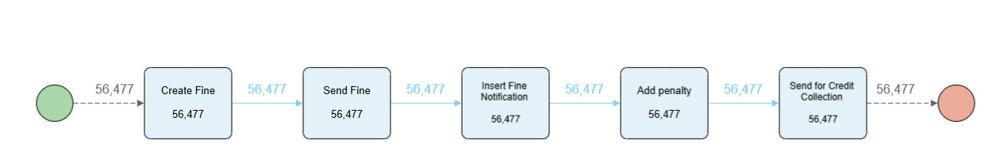 56,477
Create Fine
56,477
56,477
Send Fine
56,477
56,477
Insert Fine
Notification
56,477
56,477
Add penalty
56,477
56,477
Send for Credit
Collection
56,477
56,477